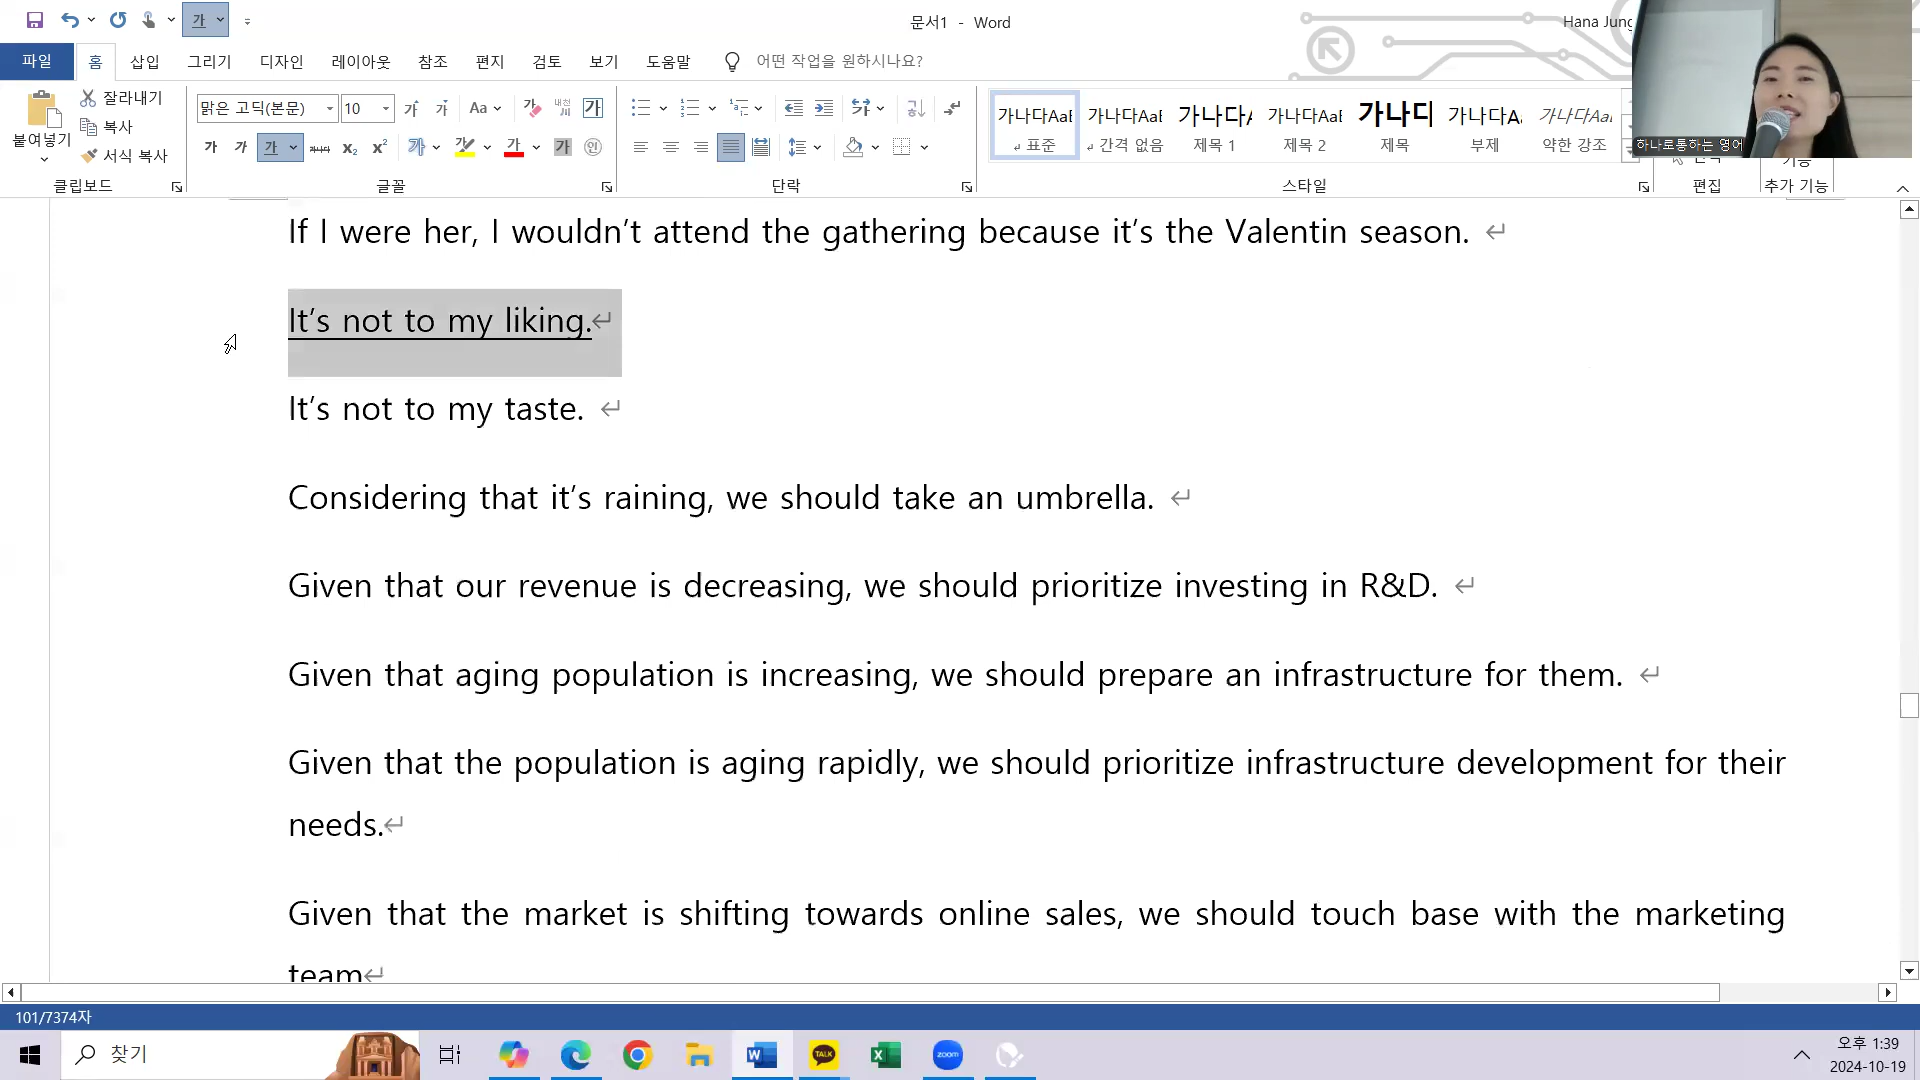 문서1 - Word
Hana Jung
파일 홈 삽입 그리기 디자인 레이아웃 참조 편지 검토 보기 도움말 어떤 작업을 원하시나요?
붙여넣기
잘라내기
복사
서식 복사
클립보드
맑은 고딕(본문) 10
글꼴
단락
가나다AaI 가나다AaE 가나다A 가나다AaE 가나다 가나다Aa 가나다Aa
표준 간격 없음 제목 1 제목 2 제목 부제 약한 강조
스타일
편집
추가 기능
하나로통하는 영어
If I were her, I wouldn’t attend the gathering because it’s the Valentin season.
It’s not to my liking.
It’s not to my taste.
Considering that it’s raining, we should take an umbrella.
Given that our revenue is decreasing, we should prioritize investing in R&D.
Given that aging population is increasing, we should prepare an infrastructure for them.
Given that the population is aging rapidly, we should prioritize infrastructure development for their
needs.
Given that the market is shifting towards online sales, we should touch base with the marketing
team
101/7374자
찾기
TALK
zoom
오후 1:39
2024-10-19